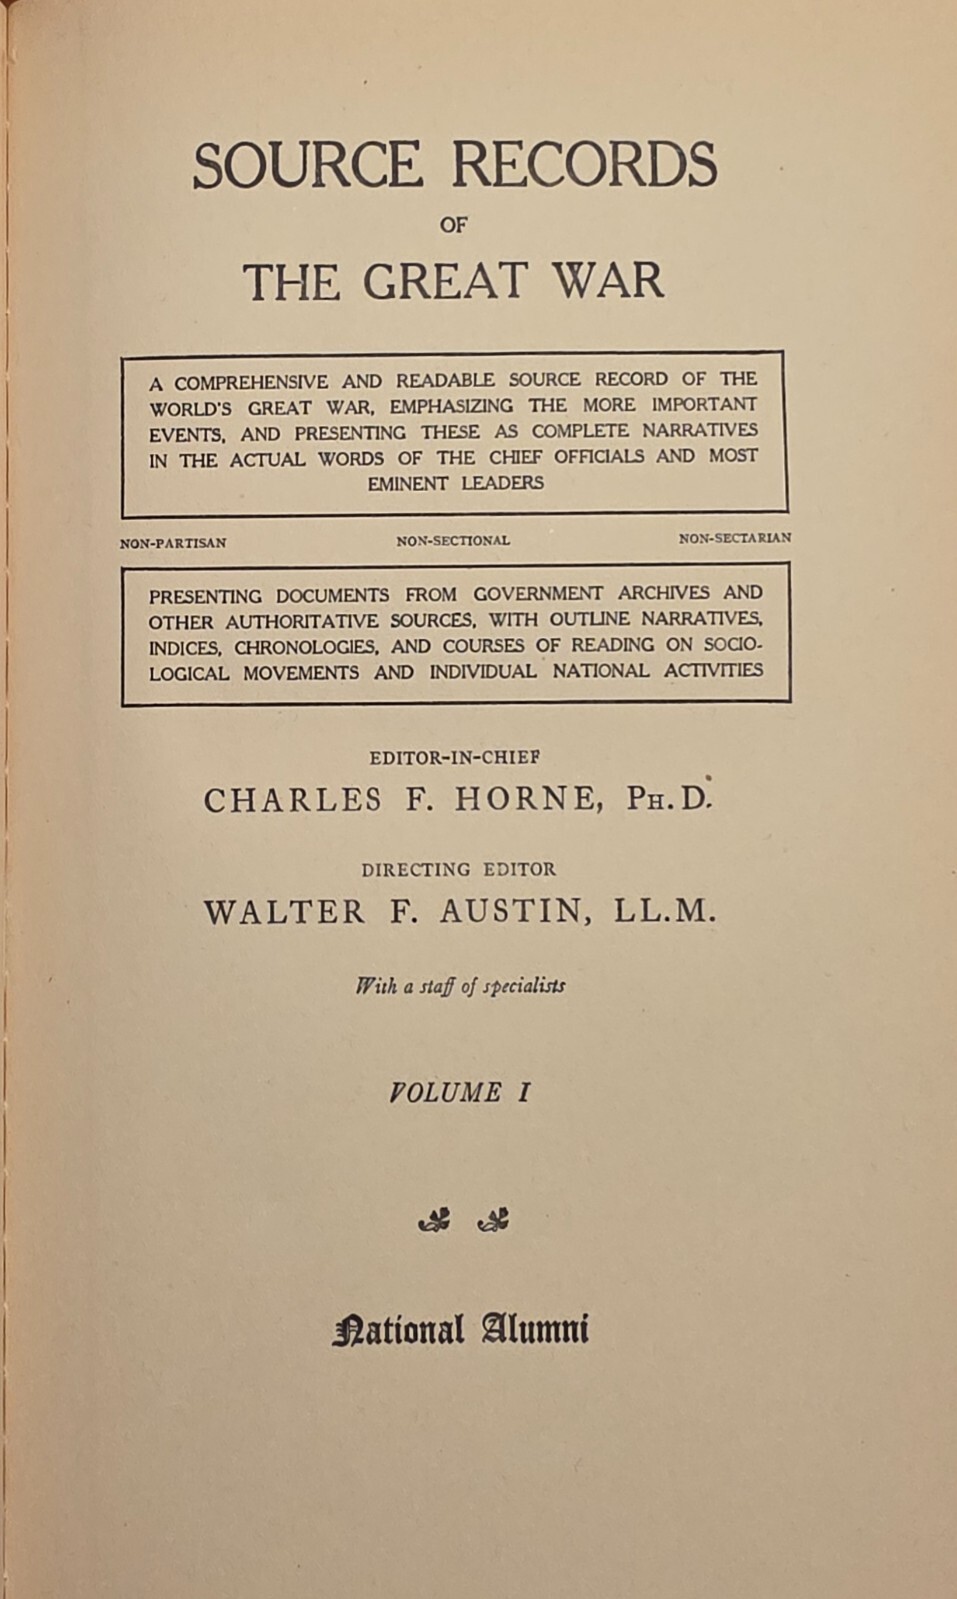 SOURCE RECORDS
OF
THE GREAT WAR
A COMPREHENSIVE AND READABLE SOURCE RECORD OF THE
WORLD'S GREAT WAR, EMPHASIZING THE MORE IMPORTANT
EVENTS, AND PRESENTING THESE AS COMPLETE NARRATIVES
IN THE ACTUAL WORDS OF THE CHIEF OFFICIALS AND MOST
EMINENT LEADERS
NON-PARTISAN NON-SECTIONAL NON-SECTARIAN
PRESENTING DOCUMENTS FROM GOVERNMENT ARCHIVES AND
OTHER AUTHORITATIVE SOURCES, WITH OUTLINE NARRATIVES,
INDICES, CHRONOLOGIES, AND COURSES OF READING ON SOCIO-
LOGICAL MOVEMENTS AND INDIVIDUAL NATIONAL ACTIVITIES
EDITOR-IN-CHIEF
CHARLES F. HORNE, PH.D.
DIRECTING EDITOR
WALTER F. AUSTIN, LL.M.
With a staff of specialists
VOLUME I
National Alumni